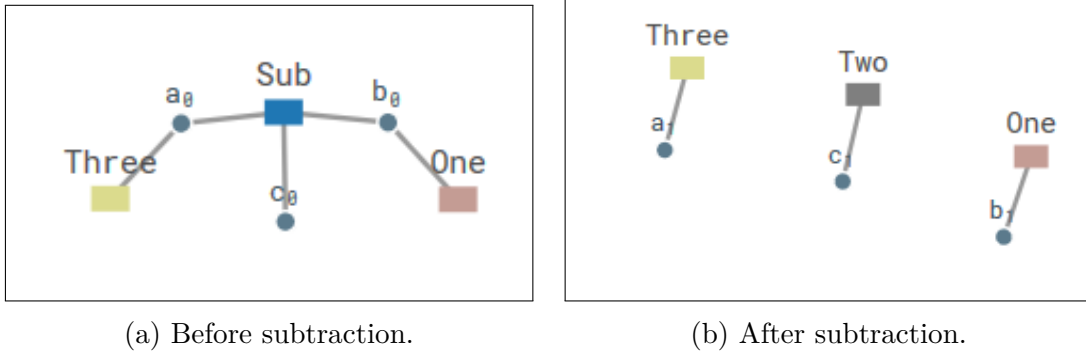 Sub
a₀
b₀
Three
One
c₀
(a) Before subtraction.
Three
Two
One
a₁
c₁
b₁
(b) After subtraction.